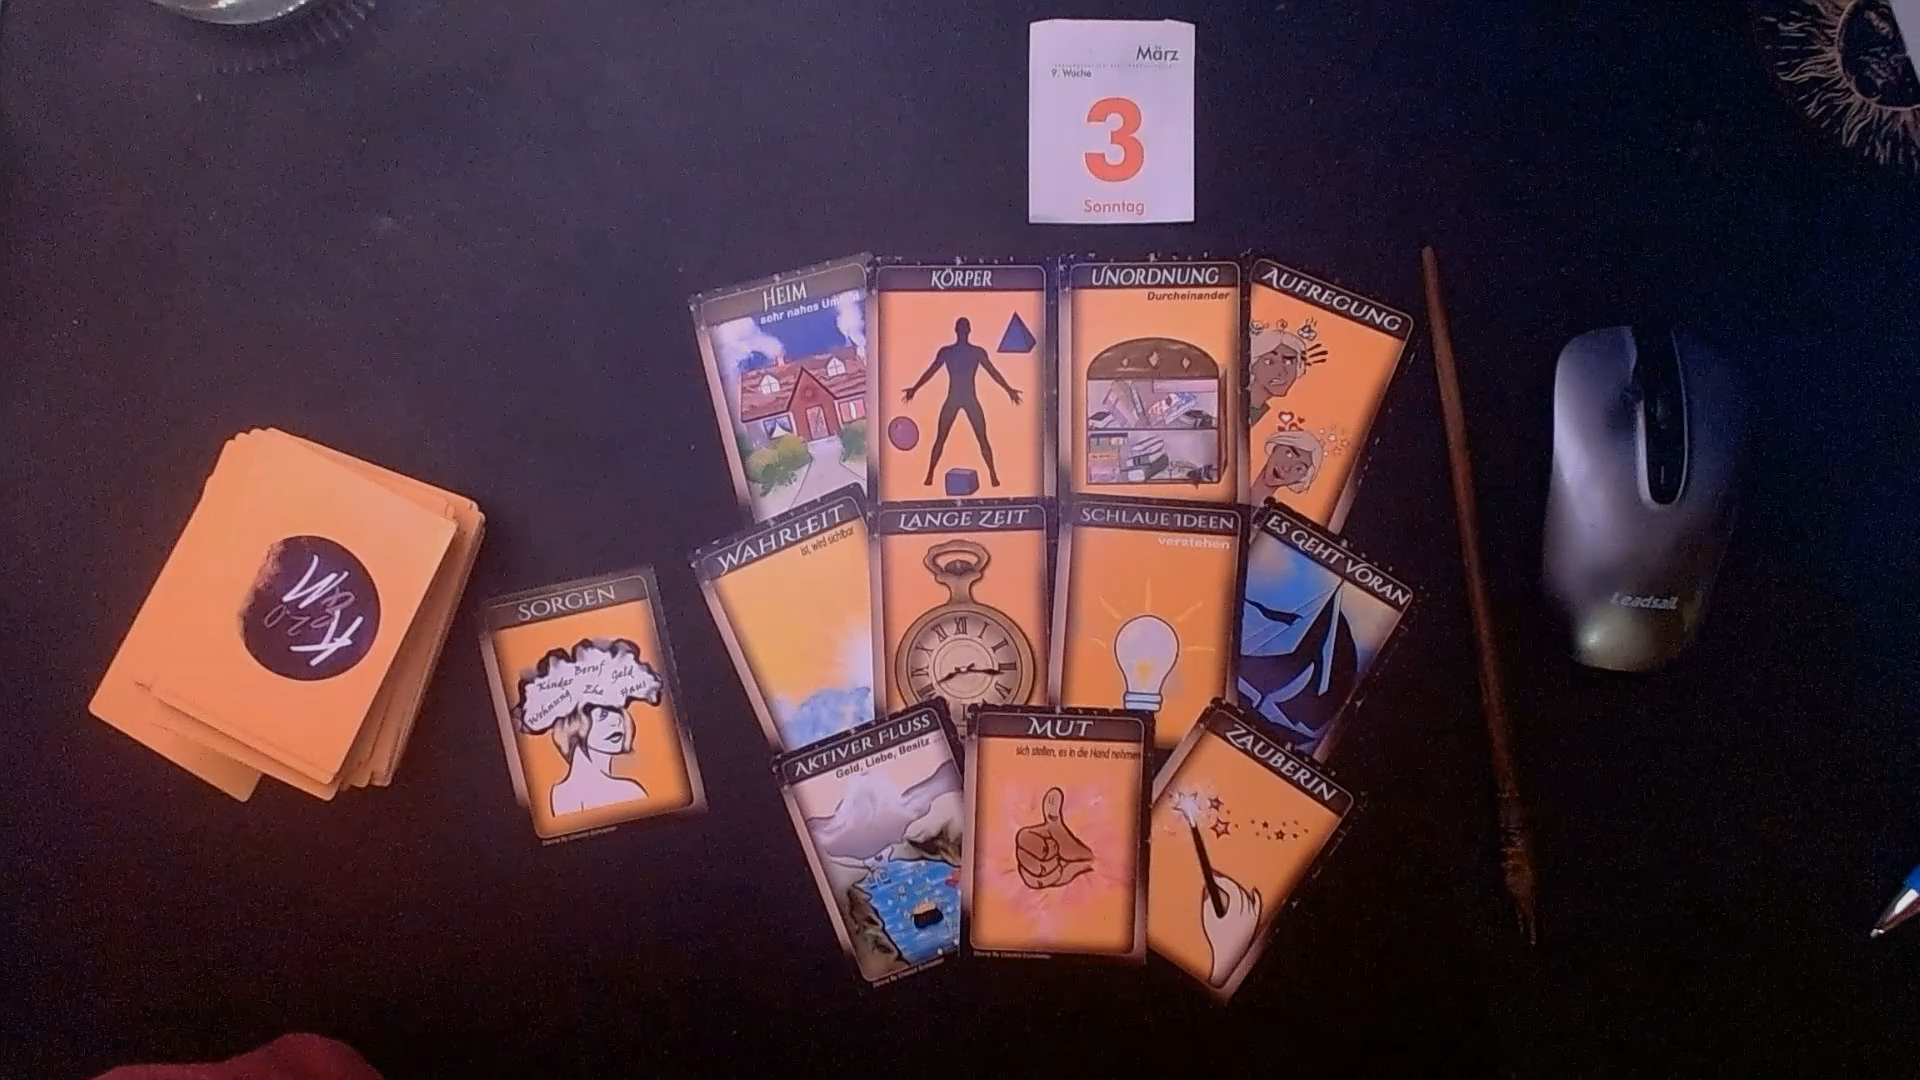 März
9. Woche
3
Sonntag
HEIM
sehr nahes
KÖRPER
UNORDNUNG
Durcheinander
AUFREGUNG
WAHRHEIT
ist, wird sichtbar
LANGE ZEIT
SCHLAUE IDEEN
verstehen
ES GEHT VORAN
SORGEN
Kinder Beruf Geld
Wohnung Ehe Haus
AKTIVER FLUSS
Geld, Liebe, Besitz ...
MUT
sich stellen, es in die Hand nehmen
ZAUBERIN
Leadsail